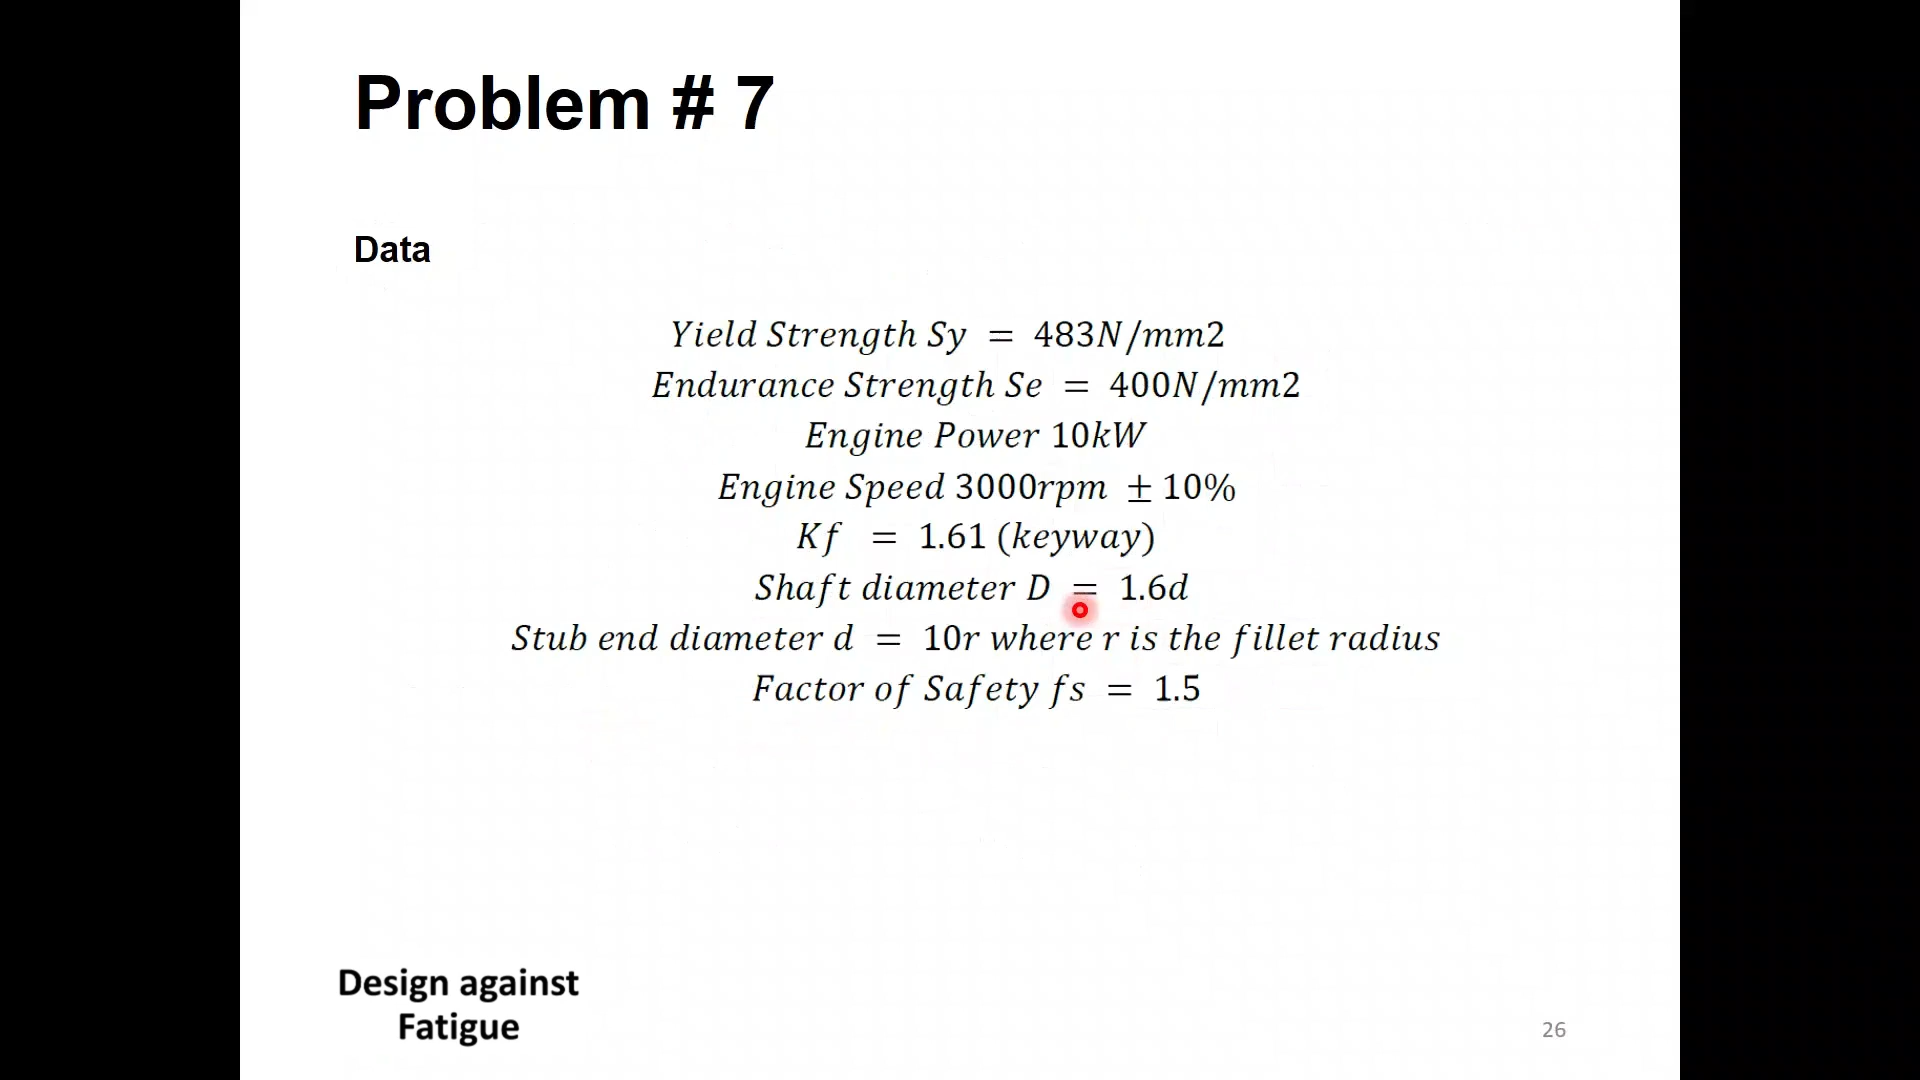 Problem # 7
Data
Yield Strength Sy = 483N/mm2
Endurance Strength Se = 400N/mm2
Engine Power 10kW
Engine Speed 3000rpm ± 10%
Kf = 1.61 (keyway)
Shaft diameter D = 1.6d
Stub end diameter d = 10r where r is the fillet radius
Factor of Safety fs = 1.5
Design against
Fatigue
26